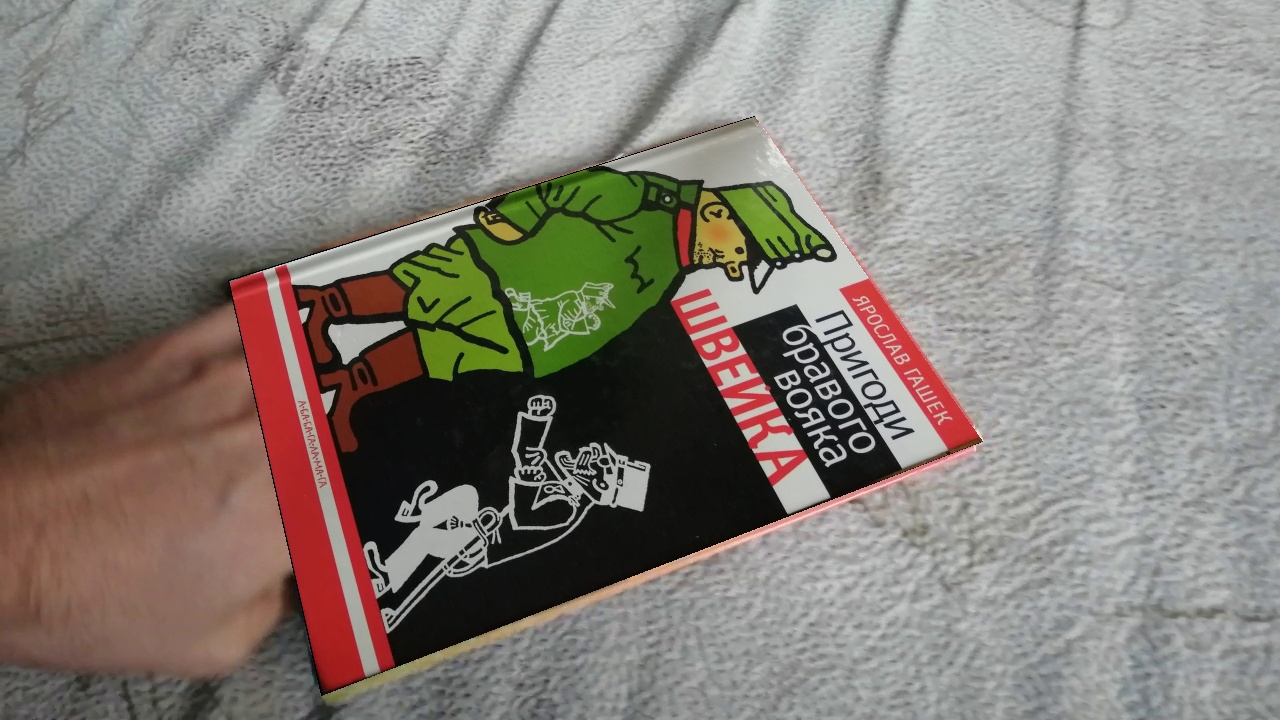 ЯРОСЛАВ ГАШЕК
Пригоди
бравого
вояка
ШВЕЙКА
А-БА-БА-ГА-ЛА-МА-ГА